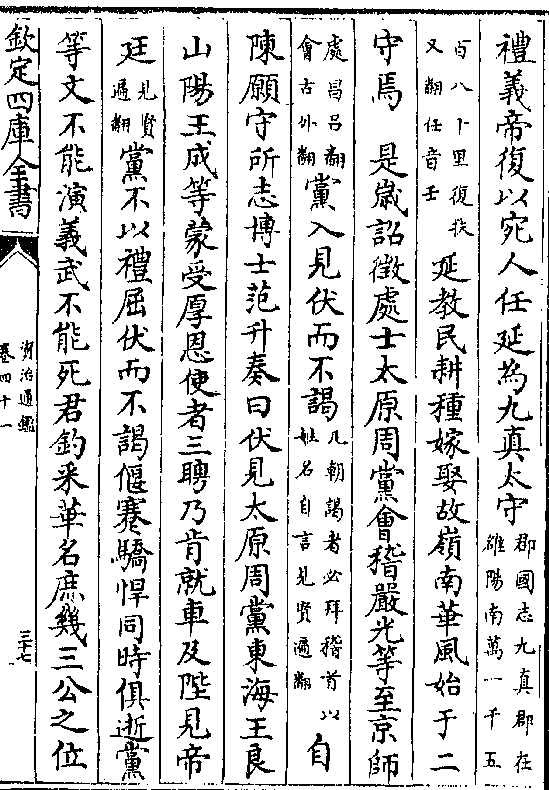 禮義帝復以宛人任延為九真太守郡國志九真郡在雒陽南萬一千五
百八十里復扶又翻任音壬延教民耕種嫁娶故嶺南華風始于二
守焉 是歳詔徴處士太原周黨會稽嚴光等至京師
處昌吕翻會古外翻黨入見伏而不謁凡朝謁者必拜稽首以姓名自言見賢遍翻自
陳願守所志博士范升奏曰伏見太原周黨東海王良
山陽王成等蒙受厚恩使者三聘乃肯就車及陛見帝
廷見賢遍翻黨不以禮屈伏而不謁偃蹇驕悍同時俱逝黨
等文不能演義武不能死君釣采華名庶幾三公之位
欽定四庫全書
資治通鑑
卷四十一
三十七